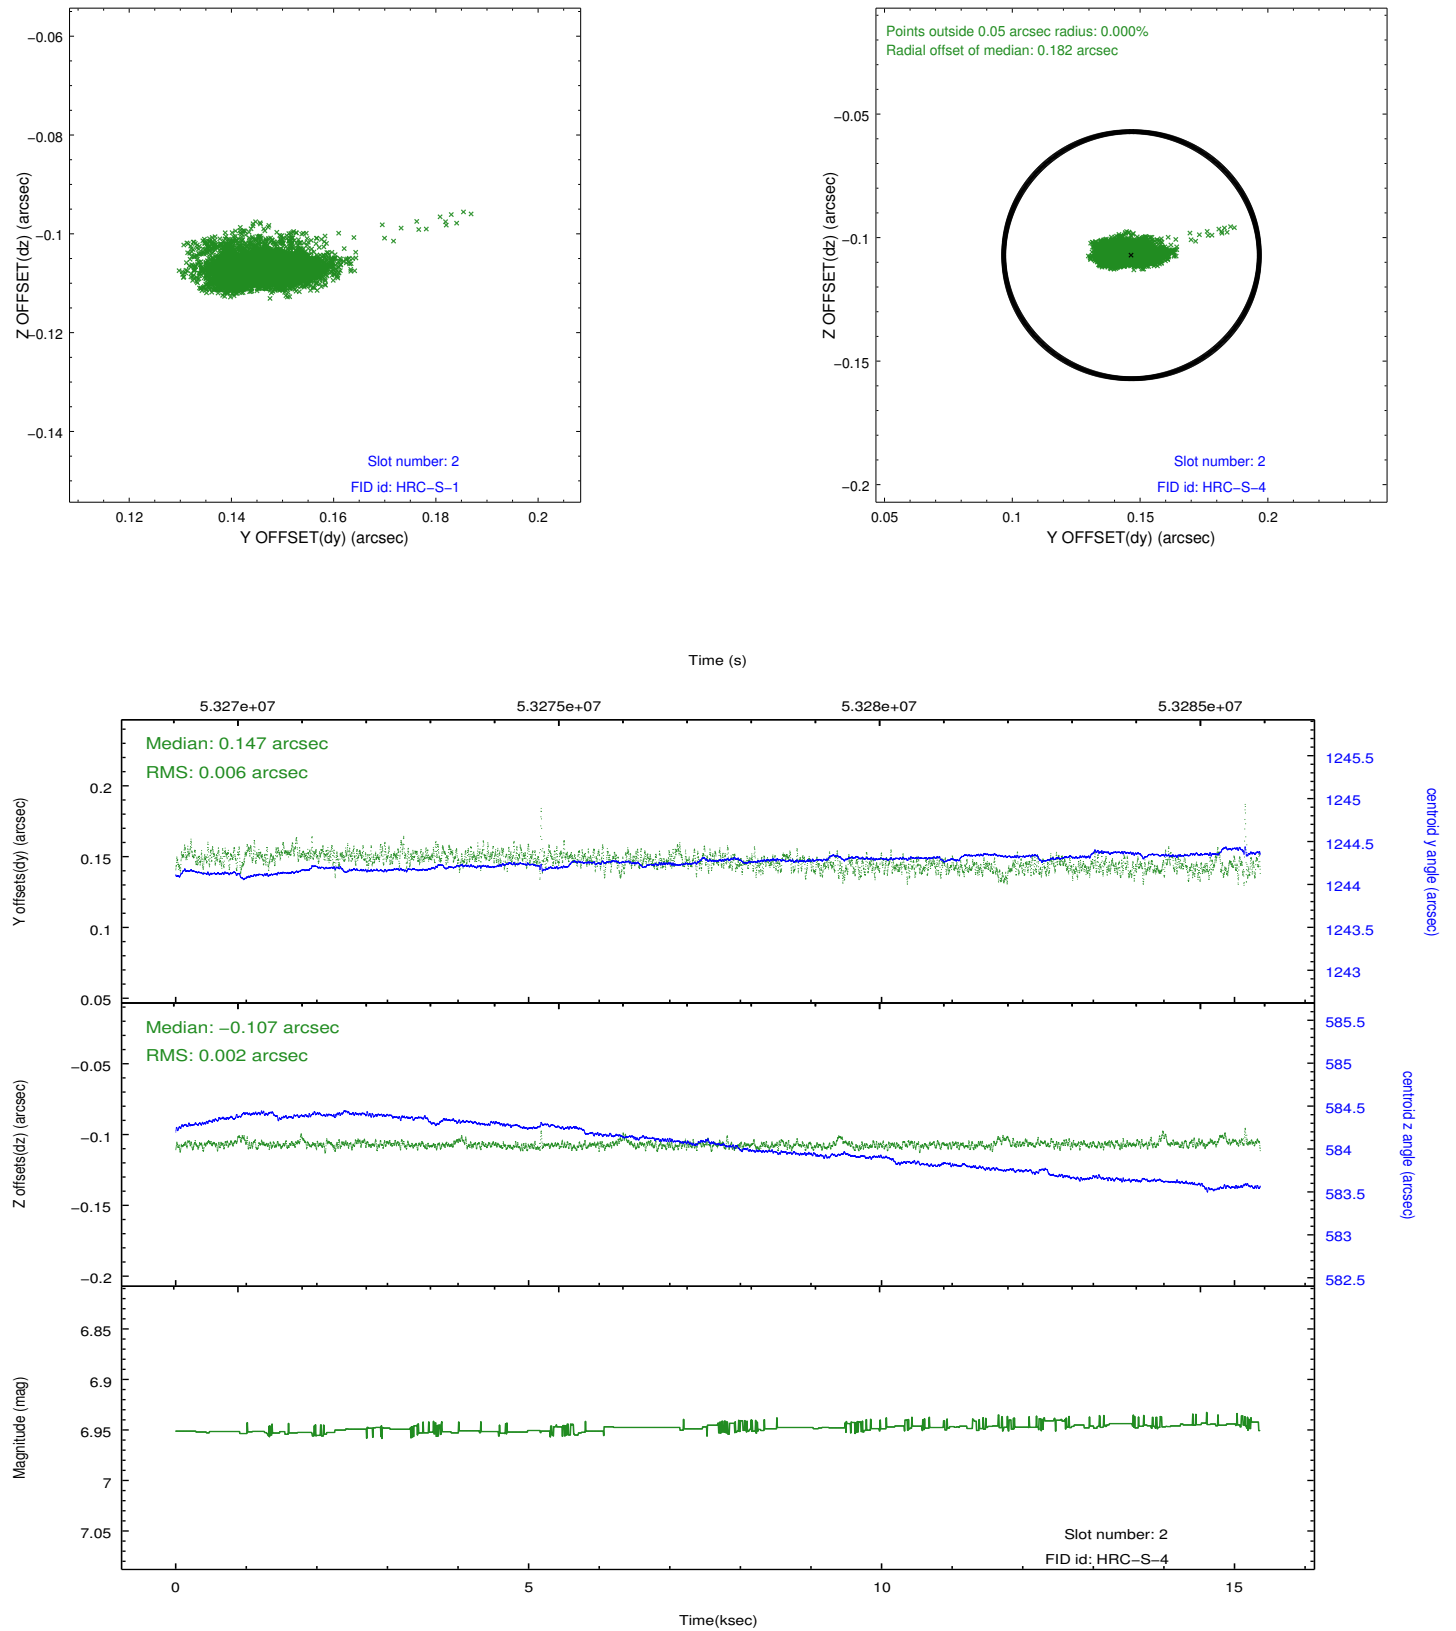 −0.06
−0.08
−0.1
−0.12
−0.14
Z OFFSET(dz) (arcsec)
Slot number: 2
FID id: HRC−S−1
0.12 0.14 0.16 0.18 0.2
Y OFFSET(dy) (arcsec)
Points outside 0.05 arcsec radius: 0.000%
Radial offset of median: 0.182 arcsec
−0.05
−0.1
−0.15
−0.2
Z OFFSET(dz) (arcsec)
Slot number: 2
FID id: HRC−S−4
0.05 0.1 0.15 0.2
Y OFFSET(dy) (arcsec)
Time (s)
5.327e+07 5.3275e+07 5.328e+07 5.3285e+07
Median: 0.147 arcsec
RMS: 0.006 arcsec
Y offsets(dy) (arcsec)
0.2
0.15
0.1
0.05
1245.5
1245
1244.5
1244
1243.5
1243
centroid y angle (arcsec)
Median: −0.107 arcsec
RMS: 0.002 arcsec
Z offsets(dz) (arcsec)
−0.05
−0.1
−0.15
−0.2
585.5
585
584.5
584
583.5
583
582.5
centroid z angle (arcsec)
Magnitude (mag)
6.85
6.9
6.95
7
7.05
Slot number: 2
FID id: HRC−S−4
0 5 10 15
Time(ksec)